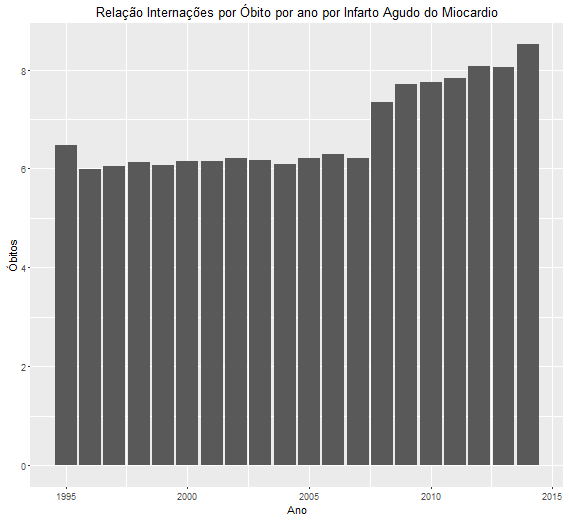 Relação Internações por Óbito por ano por Infarto Agudo do Miocardio
Óbitos
8
6
4
2
0
1995 2000 2005 2010 2015
Ano